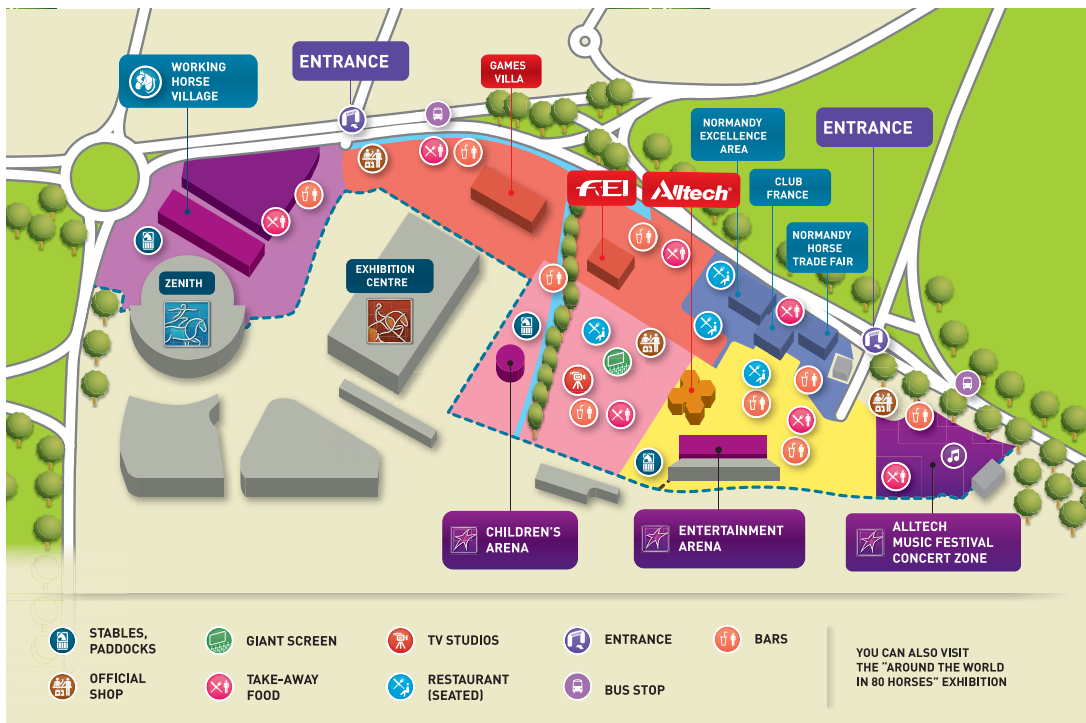 WORKING
HORSE
VILLAGE
ENTRANCE
GAMES
VILLA
NORMANDY
EXCELLENCE
AREA
ENTRANCE
FEI
Alltech®
CLUB
FRANCE
NORMANDY
HORSE
TRADE FAIR
ZENITH
EXHIBITION
CENTRE
CHILDREN'S
ARENA
ENTERTAINMENT
ARENA
ALLTECH
MUSIC FESTIVAL
CONCERT ZONE
STABLES,
PADDOCKS
GIANT SCREEN
TV STUDIOS
ENTRANCE
BARS
OFFICIAL
SHOP
TAKE-AWAY
FOOD
RESTAURANT
(SEATED)
BUS STOP
YOU CAN ALSO VISIT
THE "AROUND THE WORLD
IN 80 HORSES" EXHIBITION